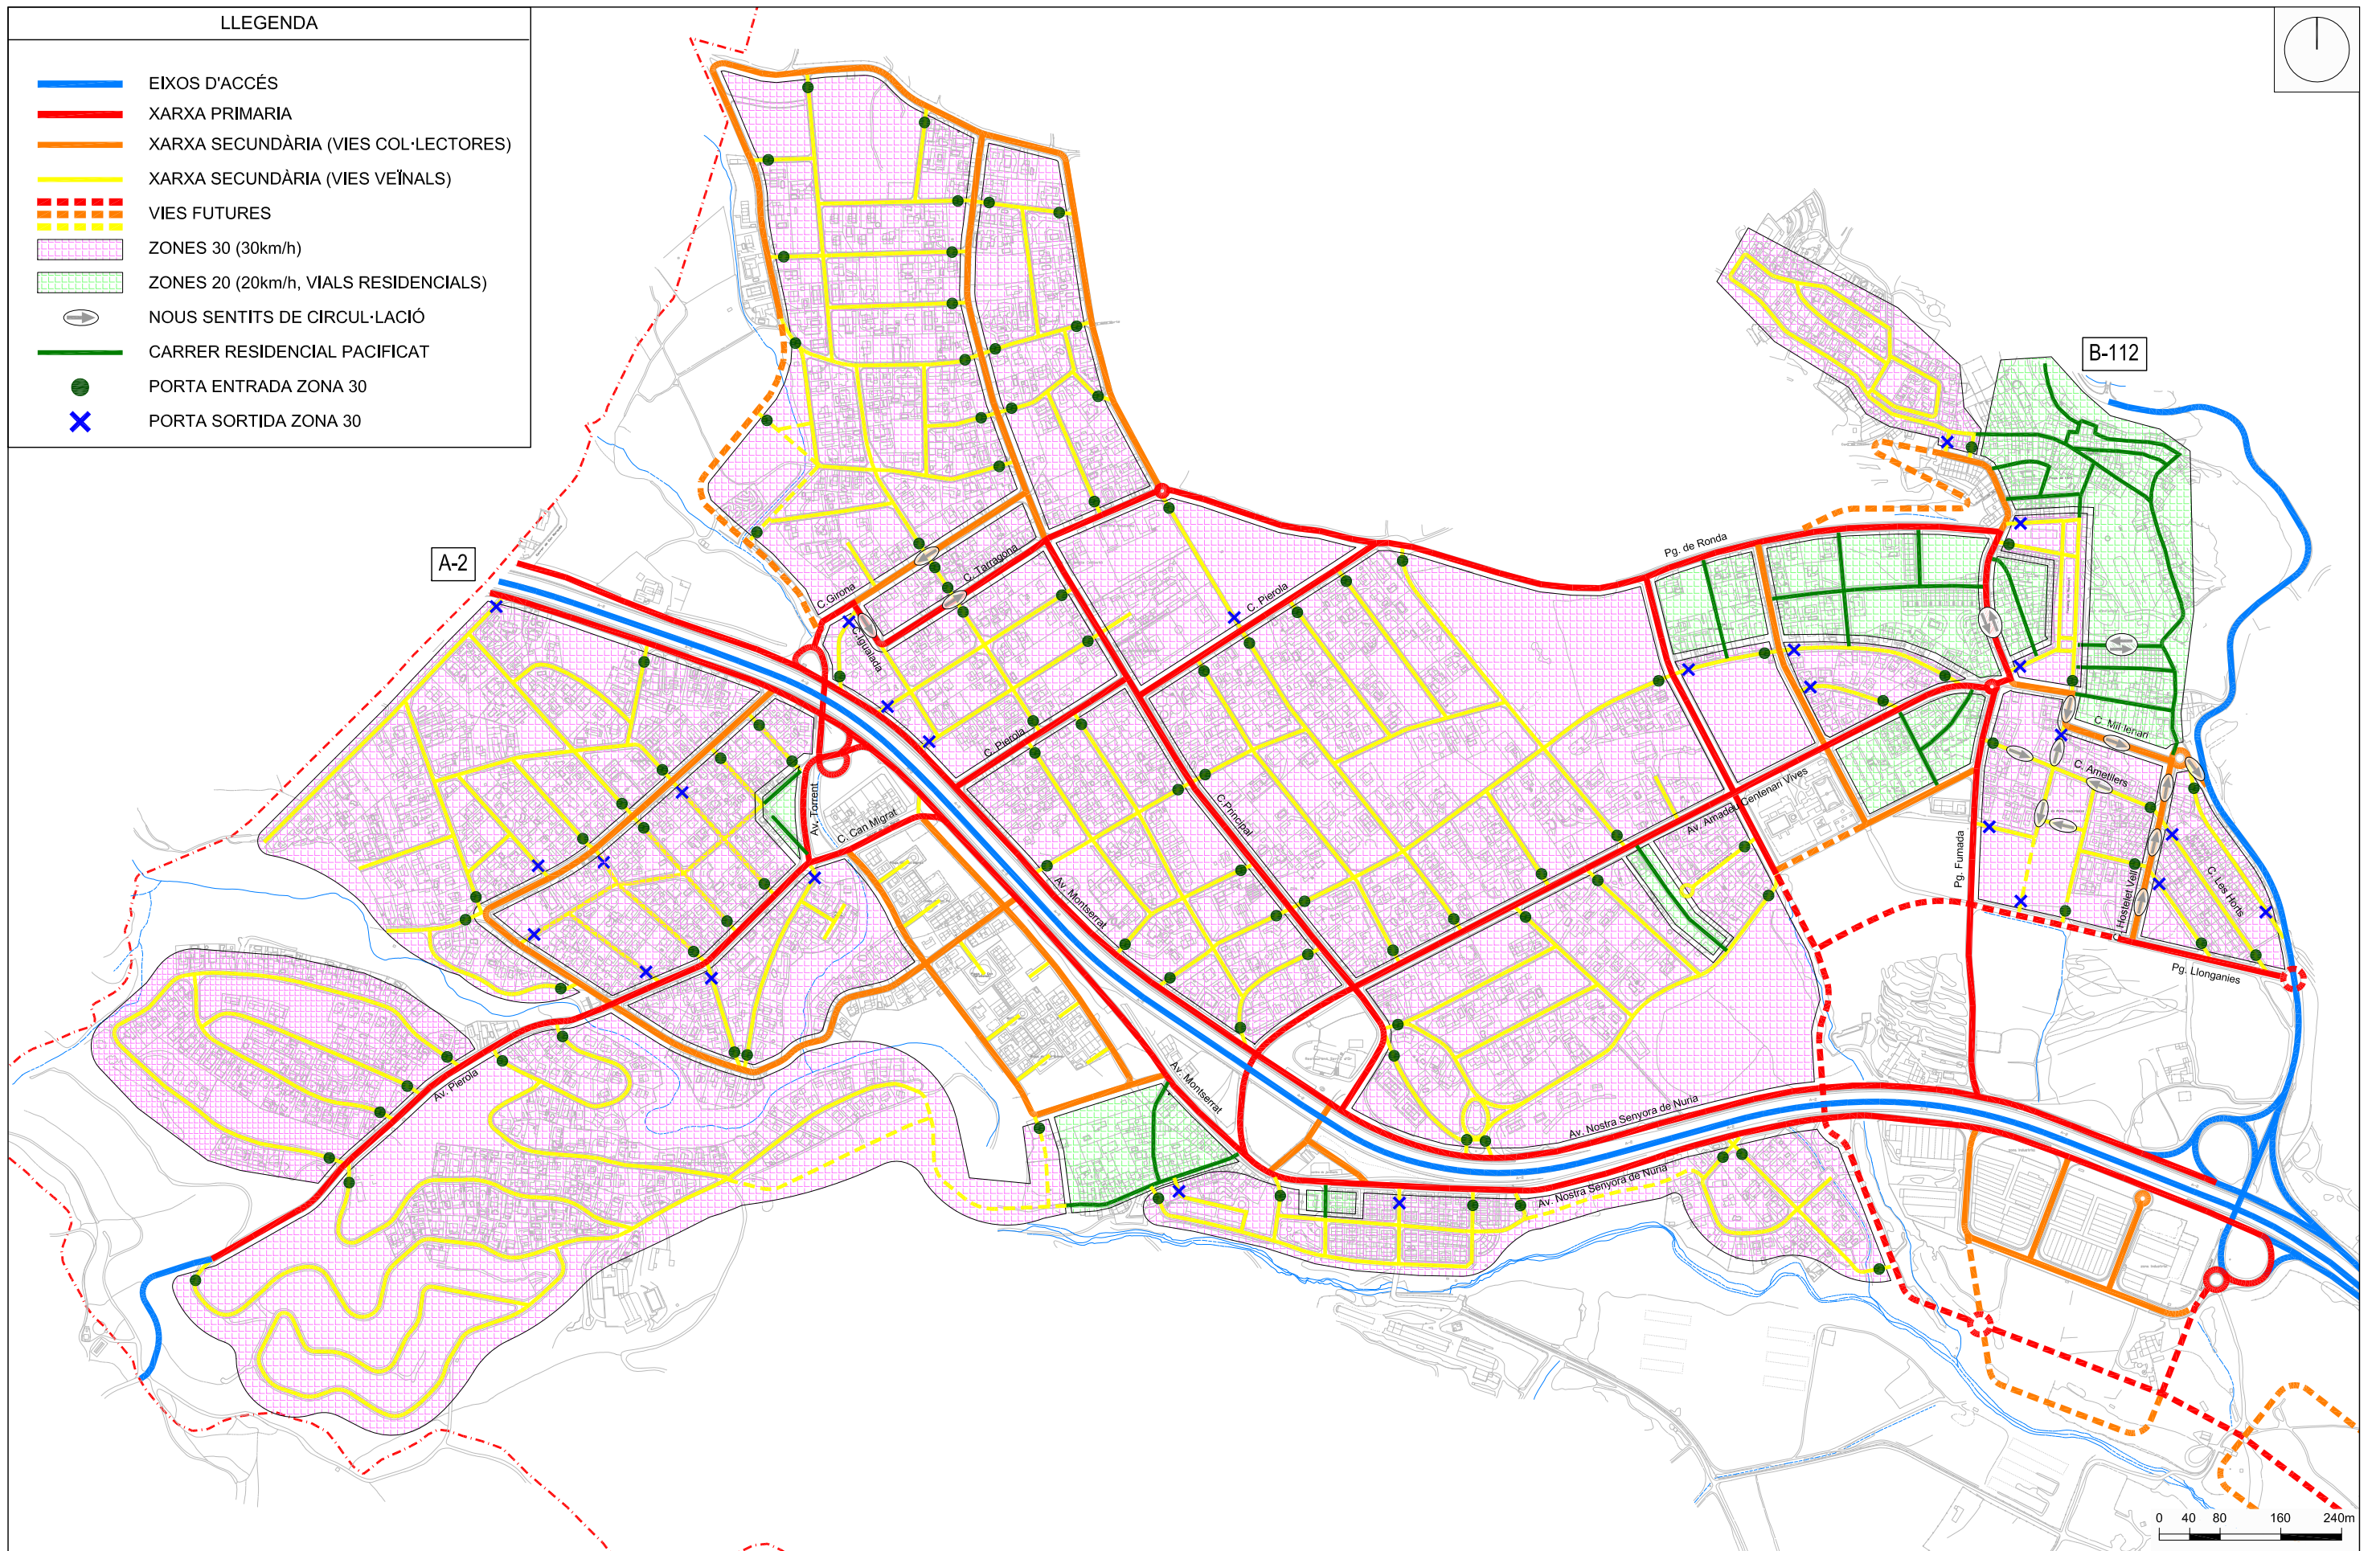 LLEGENDA
EIXOS D'ACCÉS
XARXA PRIMARIA
XARXA SECUNDÀRIA (VIES COL·LECTORES)
XARXA SECUNDÀRIA (VIES VEÏNALS)
VIES FUTURES
ZONES 30 (30km/h)
ZONES 20 (20km/h, VIALS RESIDENCIALS)
NOUS SENTITS DE CIRCUL·LACIÓ
CARRER RESIDENCIAL PACIFICAT
PORTA ENTRADA ZONA 30
PORTA SORTIDA ZONA 30
B-112
A-2
Pg. de Ronda
C. Tarragona
C. Girona
C. Pierola
C. Igualada
C. Pierola
C. Mil·lenari
C. Ametllers
Av. Torrent
C. Can Migrat
C. Principal
Av. Amadeu Centenari Vives
Pg. Fumada
Av. Montserrat
C. Hostalet Vell
C. Les Horts
Pg. Llonganies
Av. Pierola
Av. Montserrat
Av. Nostra Senyora de Nuria
Av. Nostra Senyora de Nuria
0 40 80 160 240m